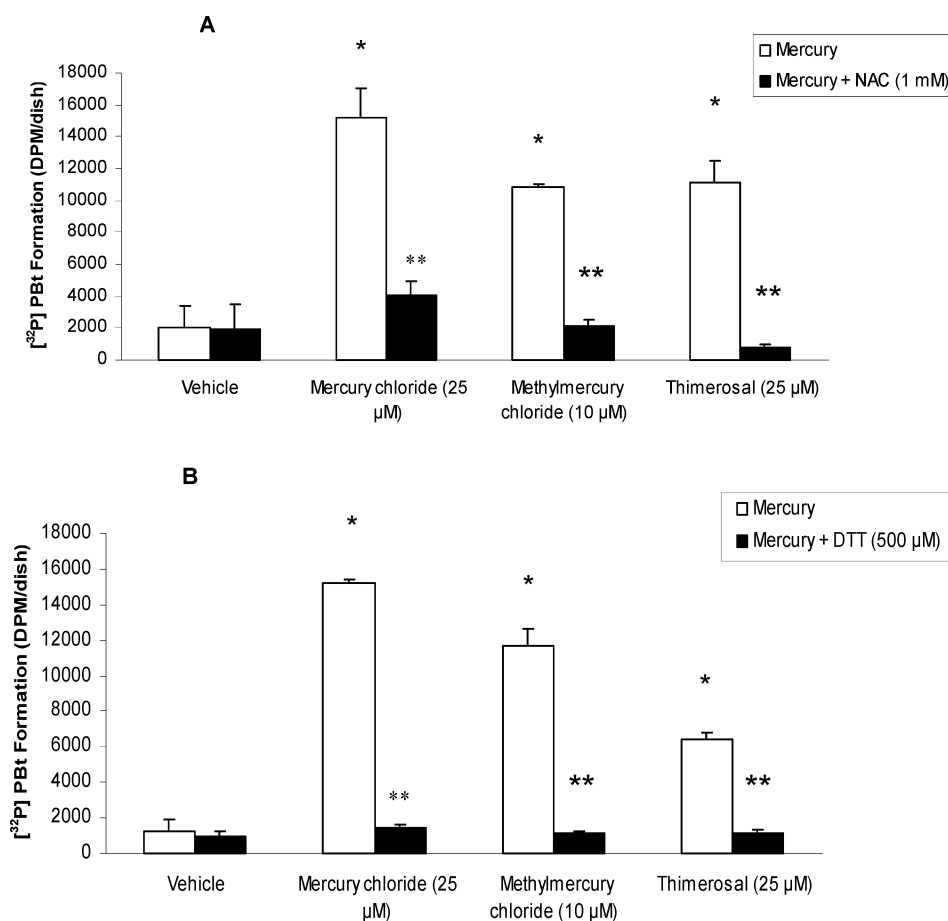 A
*
Mercury
Mercury + NAC (1 mM)
[³²P] PBt Formation (DPM/dish)
18000
16000
14000
12000
10000
8000
6000
4000
2000
0
*
*
**
**
**
Vehicle
Mercury chloride (25
µM)
Methylmercury
chloride (10 µM)
Thimerosal (25 µM)
B
Mercury
Mercury + DTT (500 µM)
[³²P] PBt Formation (DPM/dish)
18000
16000
14000
12000
10000
8000
6000
4000
2000
0
*
*
*
**
**
**
Vehicle
Mercury chloride (25
µM)
Methylmercury
chloride (10 µM)
Thimerosal (25 µM)